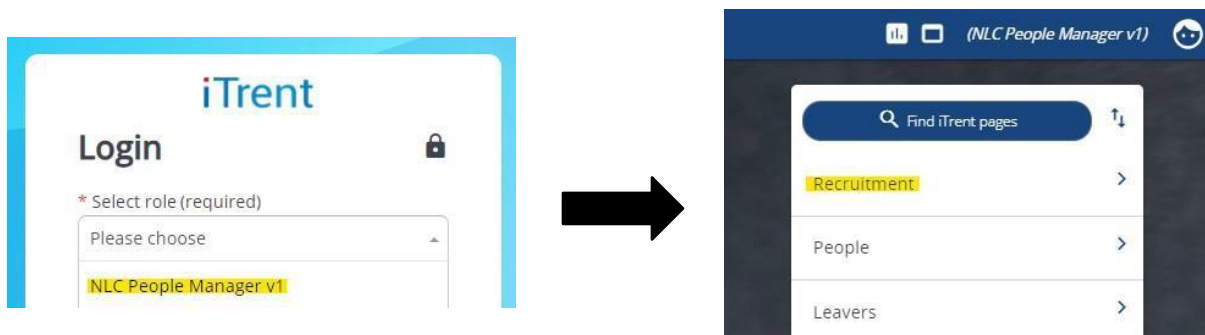 iTrent
Login
* Select role (required)
Please choose
NLC People Manager v1
(NLC People Manager v1)
Find iTrent pages
Recruitment
People
Leavers